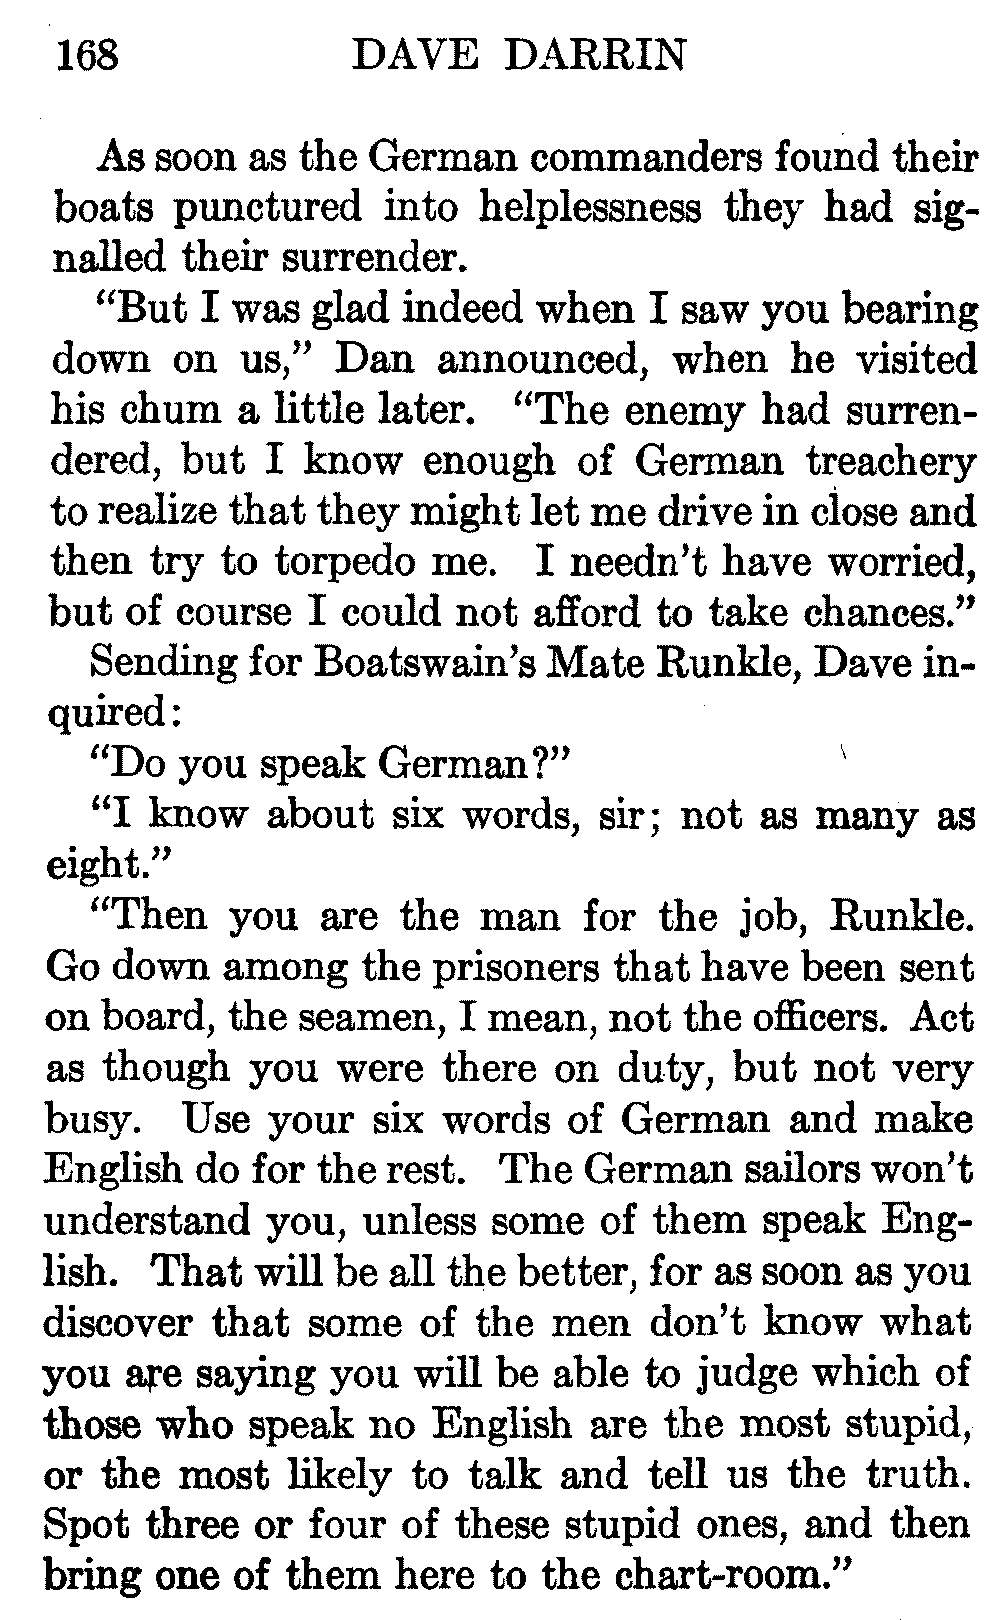 168 DAVE DARRIN
As soon as the German commanders found their
boats punctured into helplessness they had sig-
nalled their surrender.
“But I was glad indeed when I saw you bearing
down on us,” Dan announced, when he visited
his chum a little later. “The enemy had surren-
dered, but I know enough of German treachery
to realize that they might let me drive in close and
then try to torpedo me. I needn’t have worried,
but of course I could not afford to take chances.”
Sending for Boatswain’s Mate Runkle, Dave in-
quired:
“Do you speak German?”
“I know about six words, sir; not as many as
eight.”
“Then you are the man for the job, Runkle.
Go down among the prisoners that have been sent
on board, the seamen, I mean, not the officers. Act
as though you were there on duty, but not very
busy. Use your six words of German and make
English do for the rest. The German sailors won’t
understand you, unless some of them speak Eng-
lish. That will be all the better, for as soon as you
discover that some of the men don’t know what
you are saying you will be able to judge which of
those who speak no English are the most stupid,
or the most likely to talk and tell us the truth.
Spot three or four of these stupid ones, and then
bring one of them here to the chart-room.”